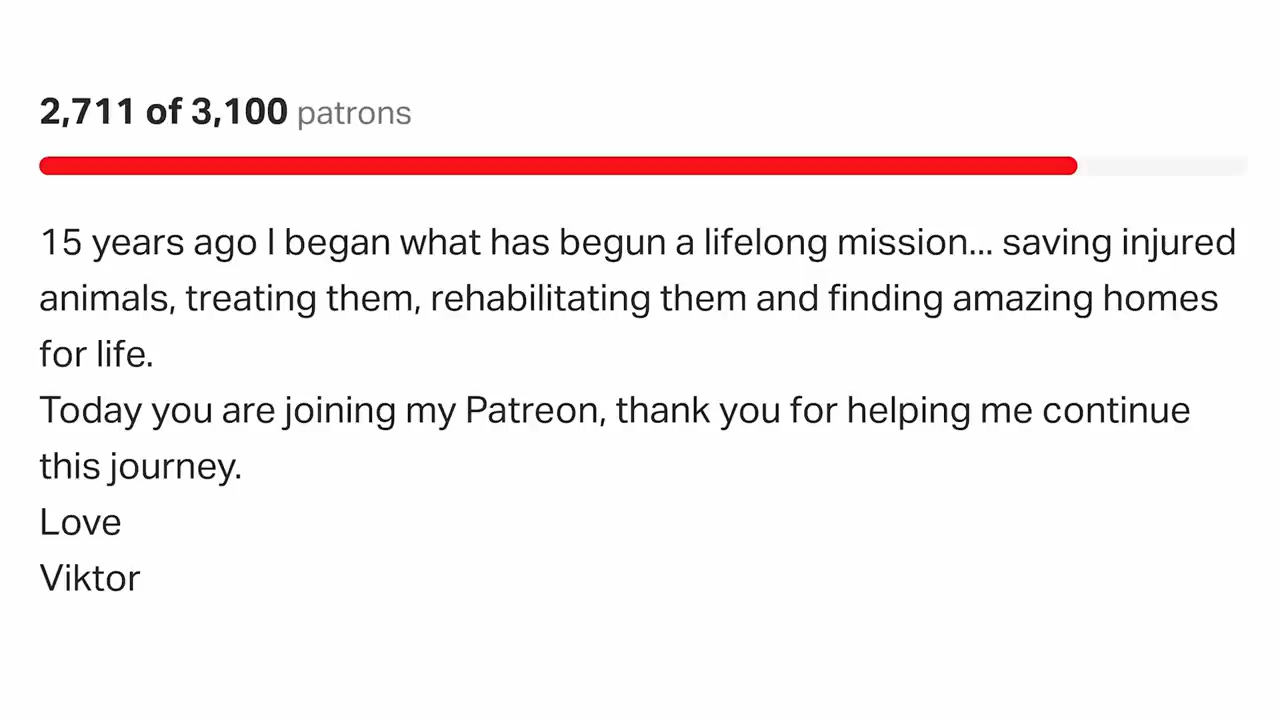 2,711 of 3,100 patrons
15 years ago I began what has begun a lifelong mission... saving injured
animals, treating them, rehabilitating them and finding amazing homes
for life.
Today you are joining my Patreon, thank you for helping me continue
this journey.
Love
Viktor